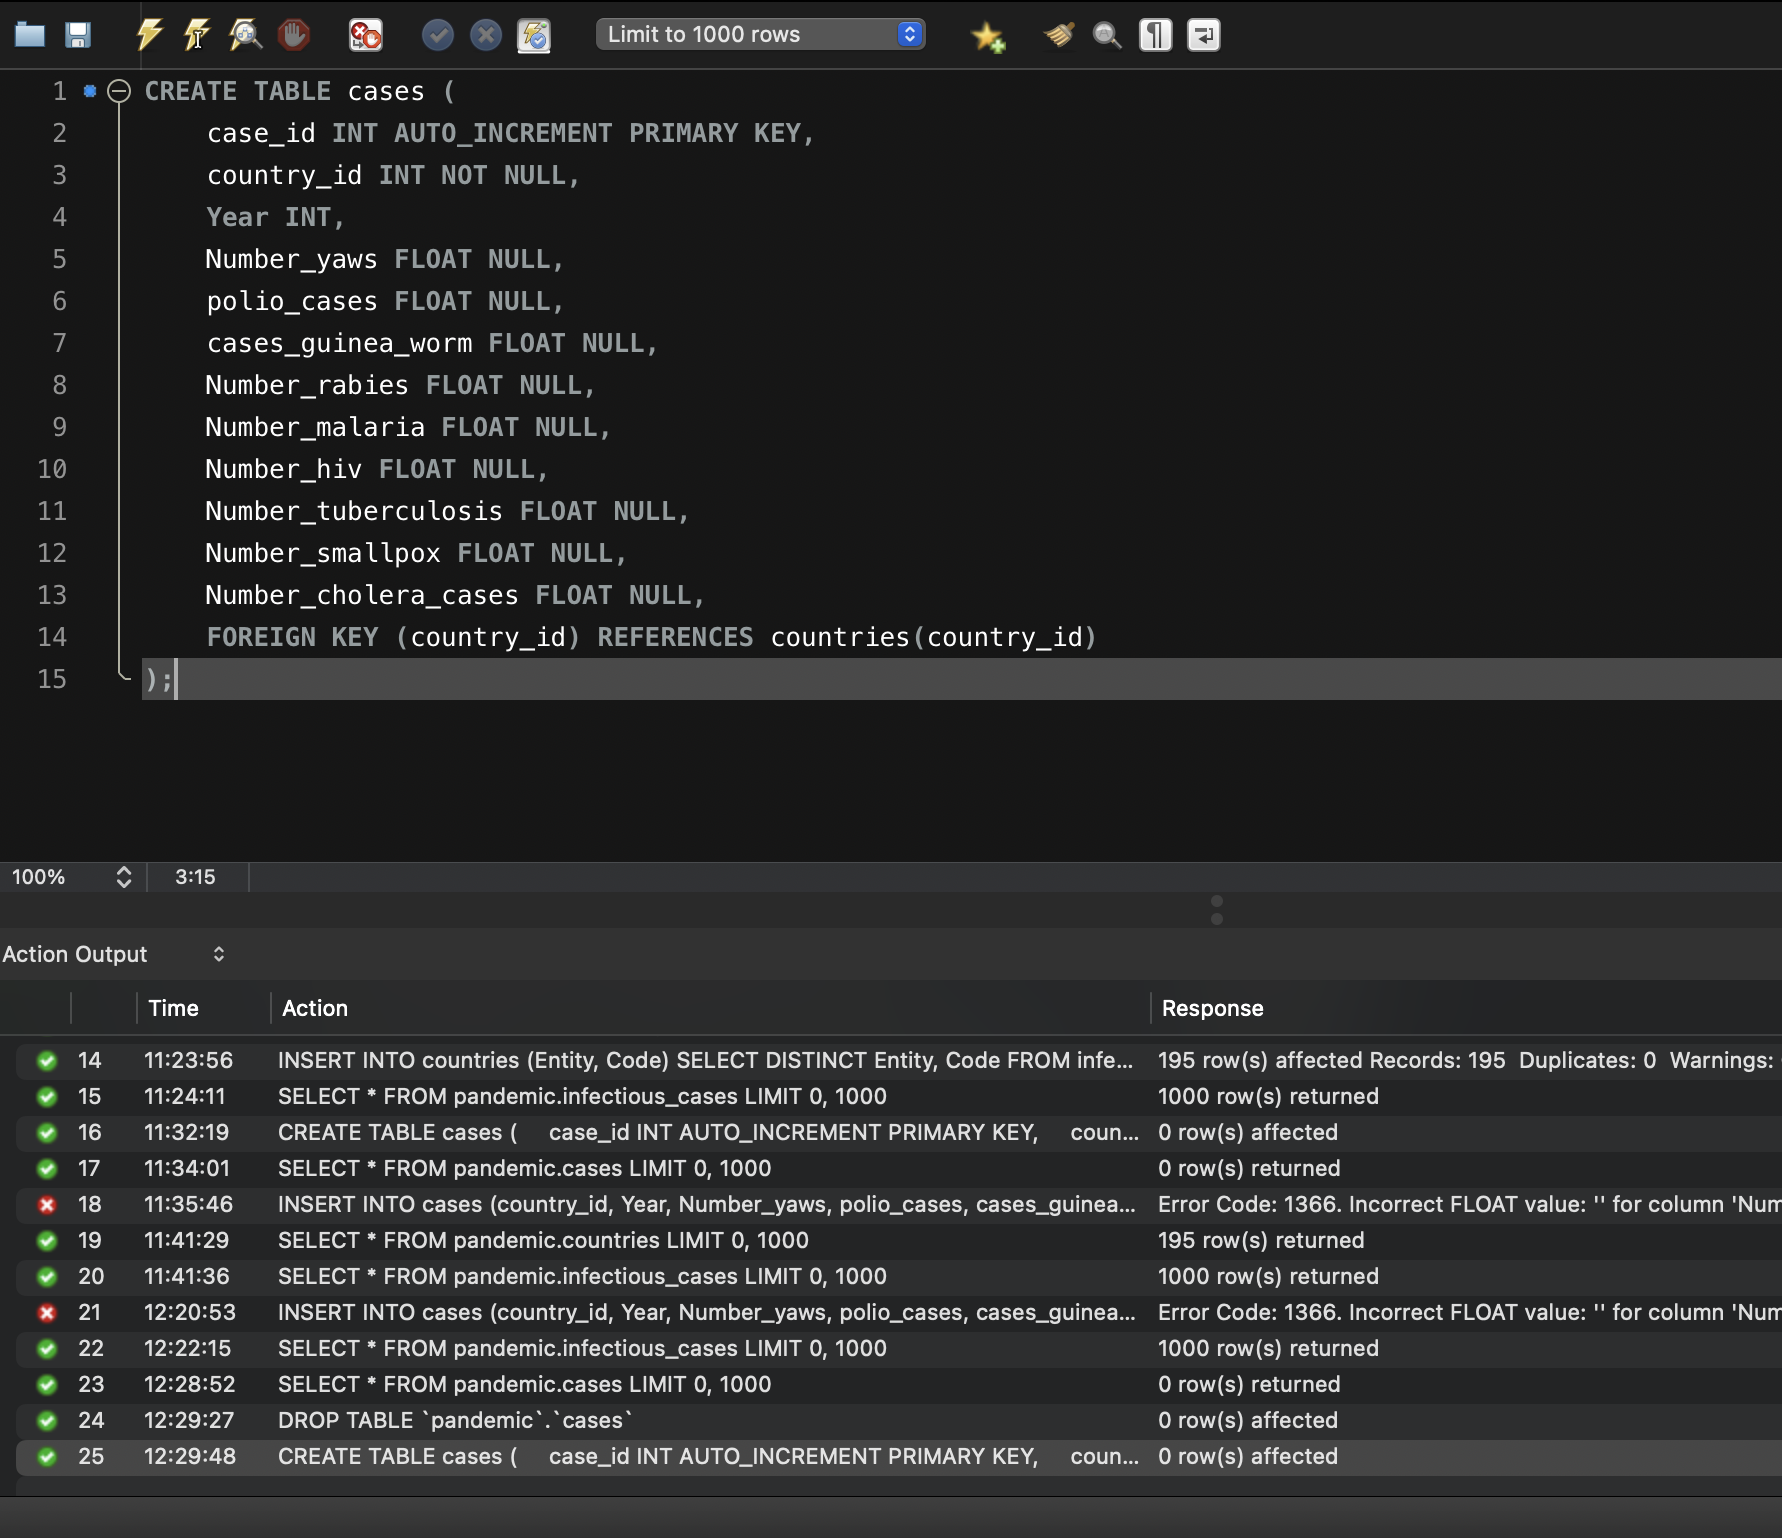 Limit to 1000 rows
1 CREATE TABLE cases (
2 case_id INT AUTO_INCREMENT PRIMARY KEY,
3 country_id INT NOT NULL,
4 Year INT,
5 Number_yaws FLOAT NULL,
6 polio_cases FLOAT NULL,
7 cases_guinea_worm FLOAT NULL,
8 Number_rabies FLOAT NULL,
9 Number_malaria FLOAT NULL,
10 Number_hiv FLOAT NULL,
11 Number_tuberculosis FLOAT NULL,
12 Number_smallpox FLOAT NULL,
13 Number_cholera_cases FLOAT NULL,
14 FOREIGN KEY (country_id) REFERENCES countries(country_id)
15 );
100% 3:15
Action Output
Time Action Response
14 11:23:56 INSERT INTO countries (Entity, Code) SELECT DISTINCT Entity, Code FROM infe... 195 row(s) affected Records: 195 Duplicates: 0 Warnings:
15 11:24:11 SELECT * FROM pandemic.infectious_cases LIMIT 0, 1000 1000 row(s) returned
16 11:32:19 CREATE TABLE cases ( case_id INT AUTO_INCREMENT PRIMARY KEY, coun... 0 row(s) affected
17 11:34:01 SELECT * FROM pandemic.cases LIMIT 0, 1000 0 row(s) returned
18 11:35:46 INSERT INTO cases (country_id, Year, Number_yaws, polio_cases, cases_guinea... Error Code: 1366. Incorrect FLOAT value: '' for column 'Num
19 11:41:29 SELECT * FROM pandemic.countries LIMIT 0, 1000 195 row(s) returned
20 11:41:36 SELECT * FROM pandemic.infectious_cases LIMIT 0, 1000 1000 row(s) returned
21 12:20:53 INSERT INTO cases (country_id, Year, Number_yaws, polio_cases, cases_guinea... Error Code: 1366. Incorrect FLOAT value: '' for column 'Num
22 12:22:15 SELECT * FROM pandemic.infectious_cases LIMIT 0, 1000 1000 row(s) returned
23 12:28:52 SELECT * FROM pandemic.cases LIMIT 0, 1000 0 row(s) returned
24 12:29:27 DROP TABLE `pandemic`.`cases` 0 row(s) affected
25 12:29:48 CREATE TABLE cases ( case_id INT AUTO_INCREMENT PRIMARY KEY, coun... 0 row(s) affected